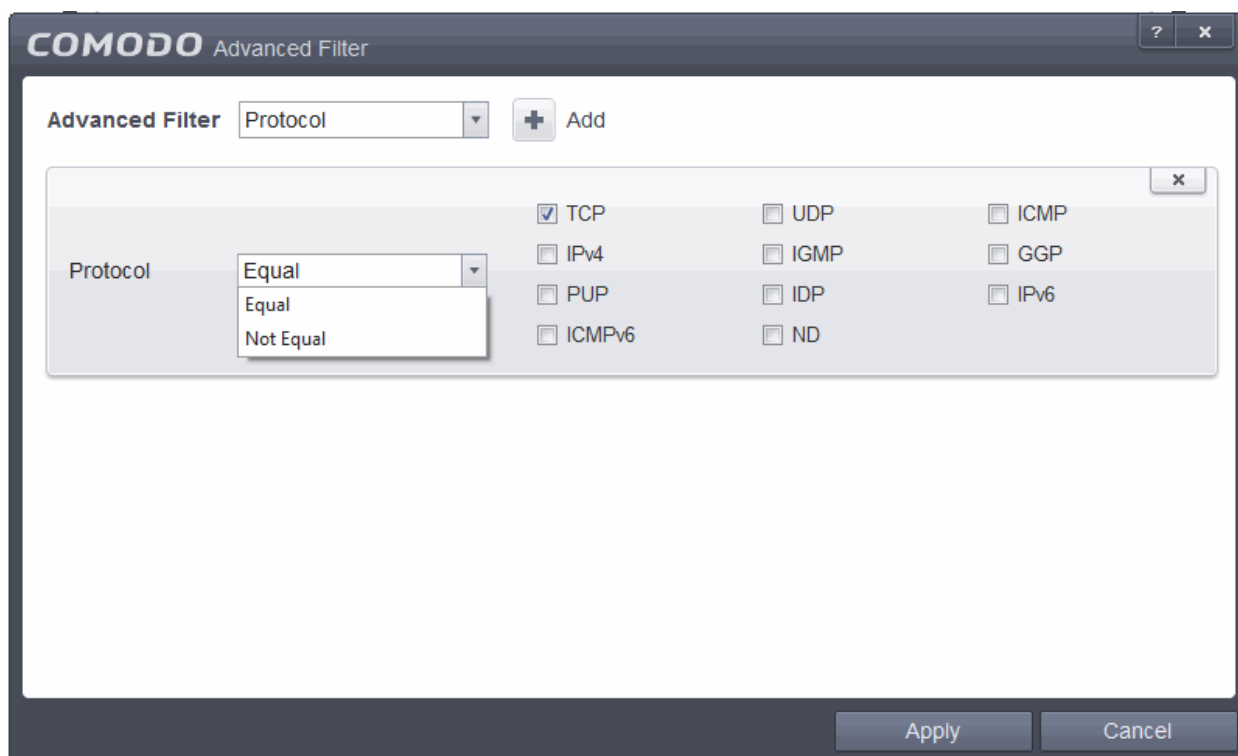 COMODO Advanced Filter ?
Advanced Filter Protocol Add
TCP UDP ICMP
IPv4 IGMP GGP
Protocol Equal
PUP IDP IPv6
Equal
ICMPv6 ND
Not Equal
Apply Cancel